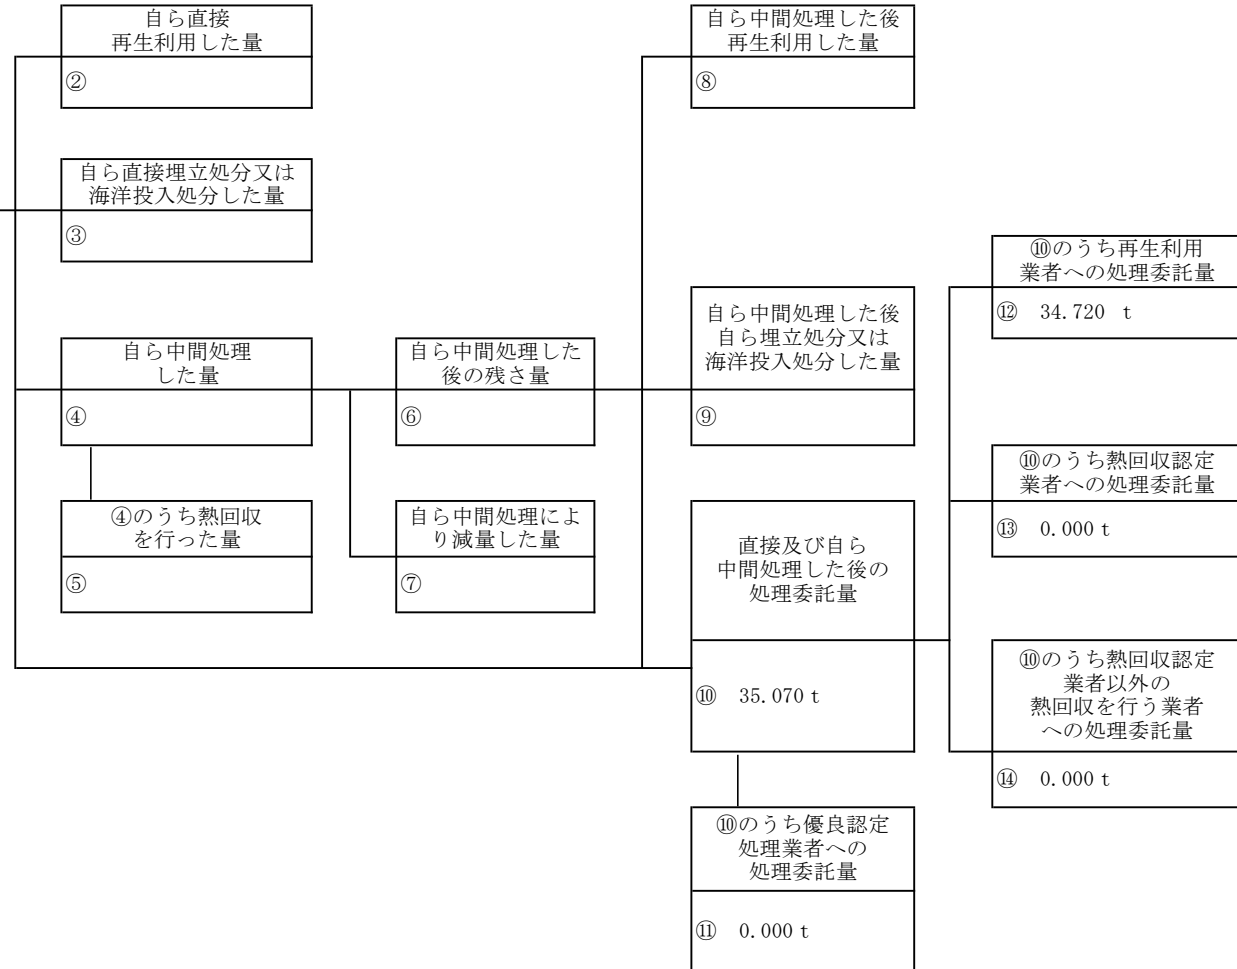 自ら直接
再生利用した量
②
自ら直接埋立処分又は
海洋投入処分した量
③
自ら中間処理
した量
④
④のうち熱回収
を行った量
⑤
自ら中間処理した
後の残さ量
⑥
自ら中間処理によ
り減量した量
⑦
自ら中間処理した後
再生利用した量
⑧
自ら中間処理した後
自ら埋立処分又は
海洋投入処分した量
⑨
直接及び自ら
中間処理した後の
処理委託量
⑩ 35.070 t
⑩のうち優良認定
処理業者への
処理委託量
⑪ 0.000 t
⑩のうち再生利用
業者への処理委託量
⑫ 34.720 t
⑩のうち熱回収認定
業者への処理委託量
⑬ 0.000 t
⑩のうち熱回収認定
業者以外の
熱回収を行う業者
への処理委託量
⑭ 0.000 t